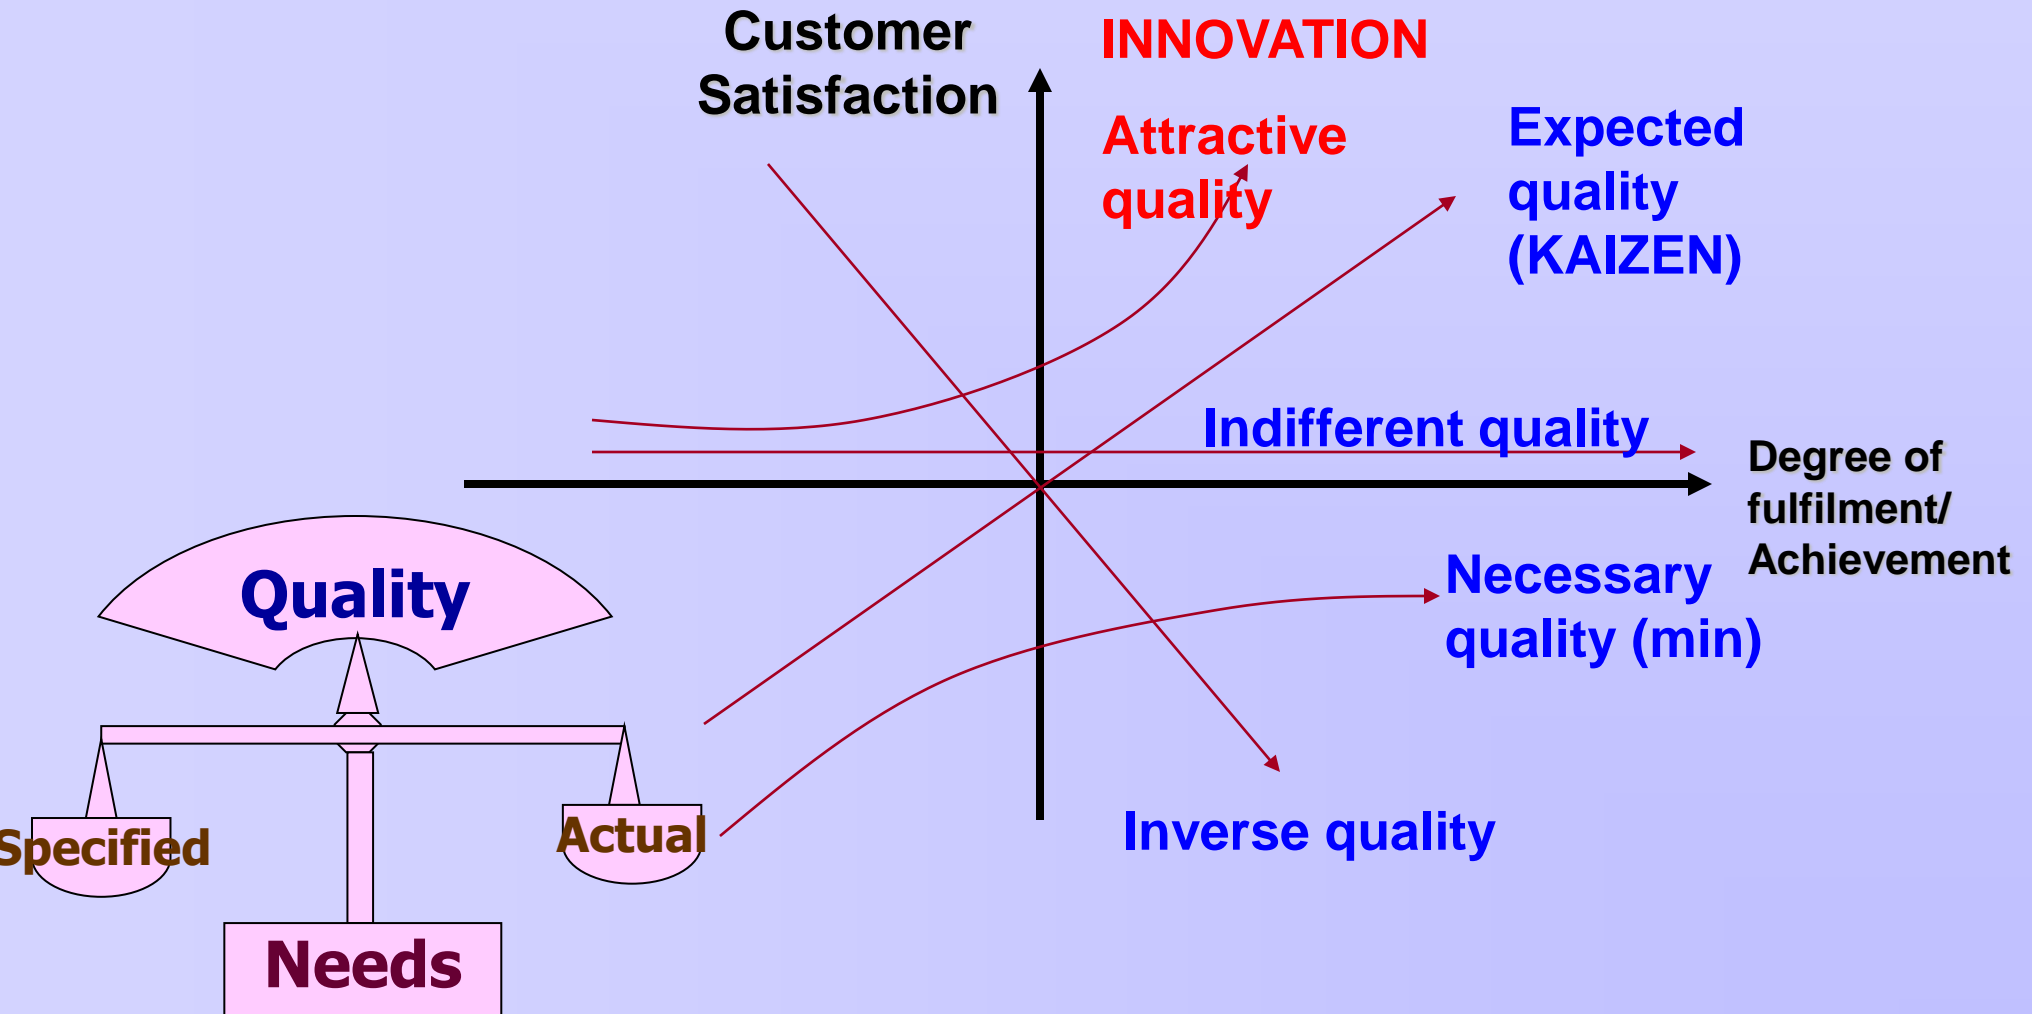 Customer
Satisfaction
INNOVATION
Attractive
quality
Expected
quality
(KAIZEN)
Indifferent quality
Degree of
fulfilment/
Achievement
Necessary
quality (min)
Inverse quality
Quality
Specified
Actual
Needs